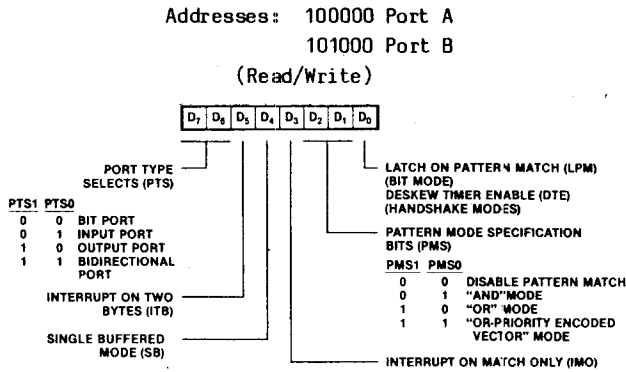 Addresses: 100000 Port A
101000 Port B
(Read/Write)
D7 D6 D5 D4 D3 D2 D1 D0
PORT TYPE
SELECTS (PTS)
PTS1 PTS0
0 0 BIT PORT
0 1 INPUT PORT
1 0 OUTPUT PORT
1 1 BIDIRECTIONAL
PORT
INTERRUPT ON TWO
BYTES (ITB)
SINGLE BUFFERED
MODE (SB)
LATCH ON PATTERN MATCH (LPM)
(BIT MODE)
DESKEW TIMER ENABLE (DTE)
(HANDSHAKE MODES)
PATTERN MODE SPECIFICATION
BITS (PMS)
PMS1 PMS0
0 0 DISABLE PATTERN MATCH
0 1 "AND"MODE
1 0 "OR" MODE
1 1 "OR-PRIORITY ENCODED
VECTOR" MODE
INTERRUPT ON MATCH ONLY (IMO)